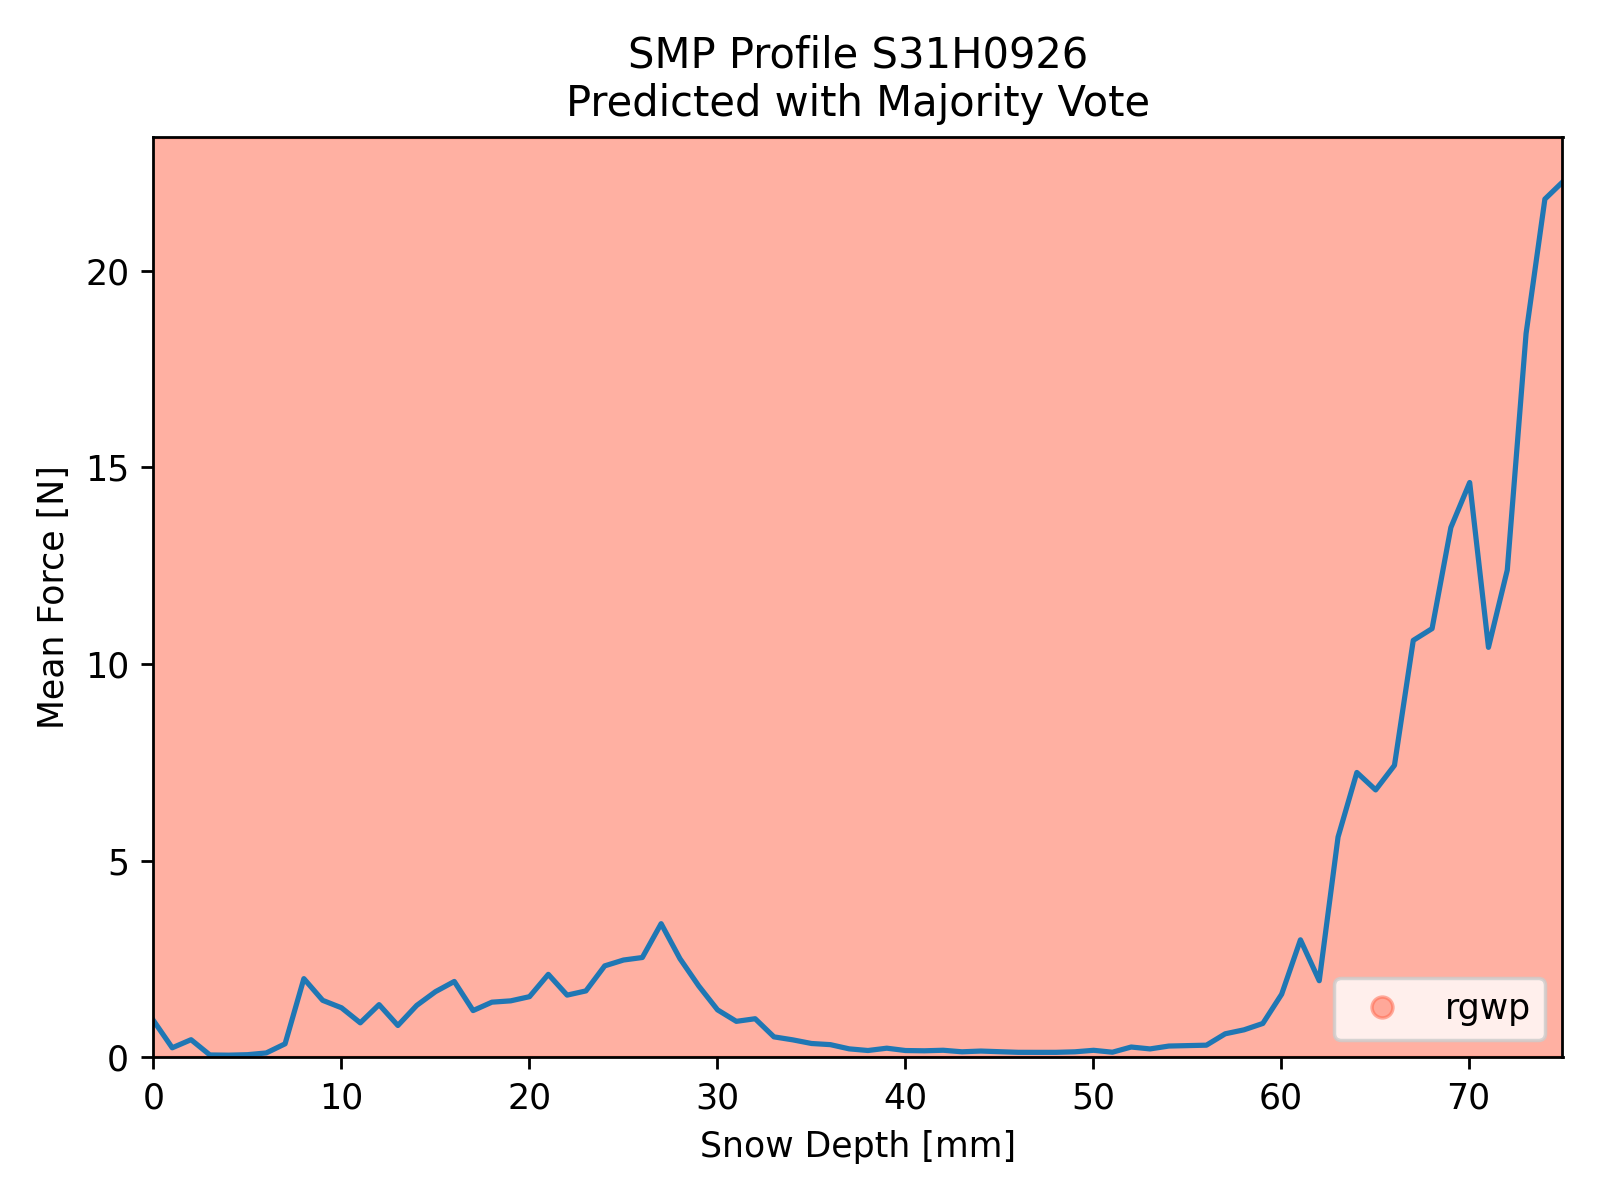 SMP Profile S31H0926
Predicted with Majority Vote
Mean Force [N]
20
15
10
5
0
0 10 20 30 40 50 60 70
Snow Depth [mm]
rgwp